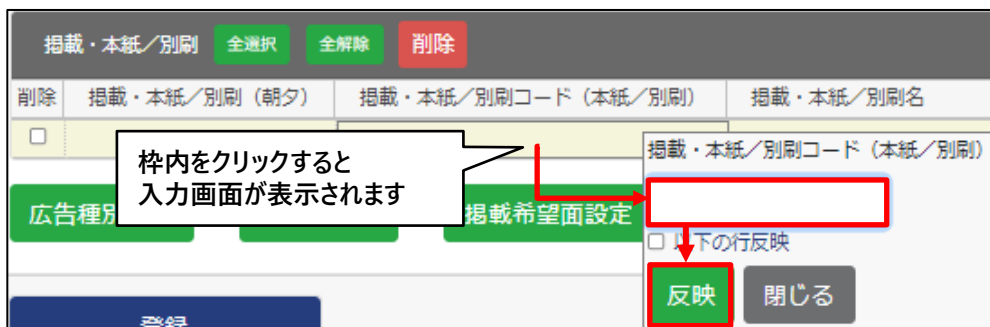 掲載・本紙／別刷 全選択 全解除 削除
削除 掲載・本紙／別刷（朝夕） 掲載・本紙／別刷コード（本紙／別刷） 掲載・本紙／別刷名
枠内をクリックすると
入力画面が表示されます
掲載・本紙／別刷コード（本紙／別刷）
広告種別
掲載希望面設定
下の行反映
反映 閉じる
登録